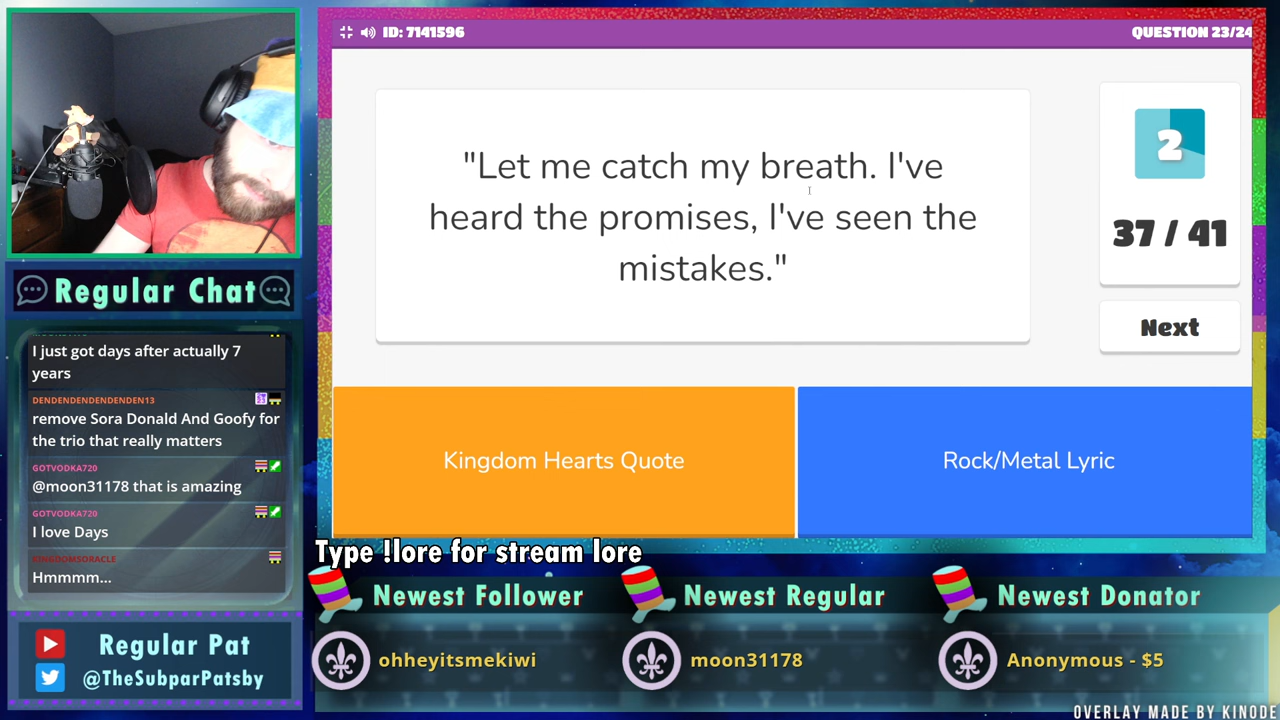 ID: 7141596
QUESTION 23/24
"Let me catch my breath. I've
heard the promises, I've seen the
mistakes."
2
37 / 41
Next
Kingdom Hearts Quote
Rock/Metal Lyric
Regular Chat
I just got days after actually 7
years
DENDENDENDENDENDEN13
remove Sora Donald And Goofy for
the trio that really matters
GOTVODKA720
@moon31178 that is amazing
GOTVODKA720
I love Days
KINGDOMSORACLE
Hmmmm...
Regular Pat
@TheSubparPatsby
Type !lore for stream lore
Newest Follower
ohheyitsmekiwi
Newest Regular
moon31178
Newest Donator
Anonymous - $5
OVERLAY MADE BY KINODE